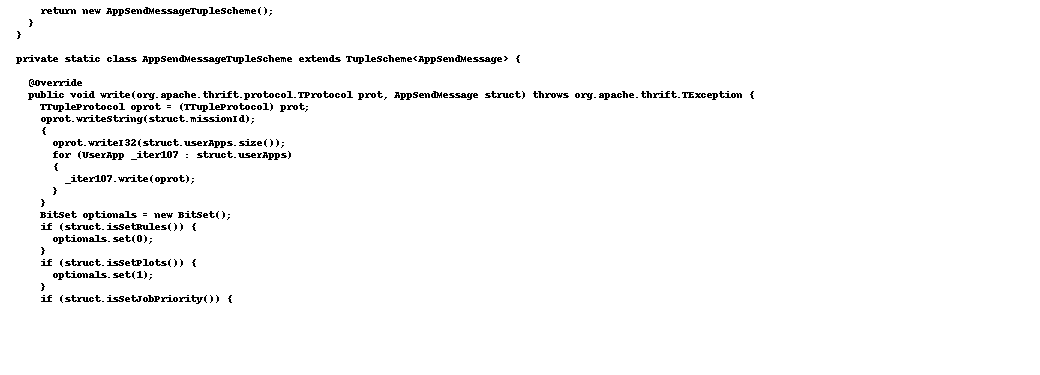 return new AppSendMessageTupleScheme();
}
}
private static class AppSendMessageTupleScheme extends TupleScheme<AppSendMessage> {
@Override
public void write(org.apache.thrift.protocol.TProtocol prot, AppSendMessage struct) throws org.apache.thrift.TException {
TTupleProtocol oprot = (TTupleProtocol) prot;
oprot.writeString(struct.missionId);
{
oprot.writeI32(struct.userApps.size());
for (UserApp _iter107 : struct.userApps)
{
_iter107.write(oprot);
}
}
BitSet optionals = new BitSet();
if (struct.isSetRules()) {
optionals.set(0);
}
if (struct.isSetPlots()) {
optionals.set(1);
}
if (struct.isSetJobPriority()) {